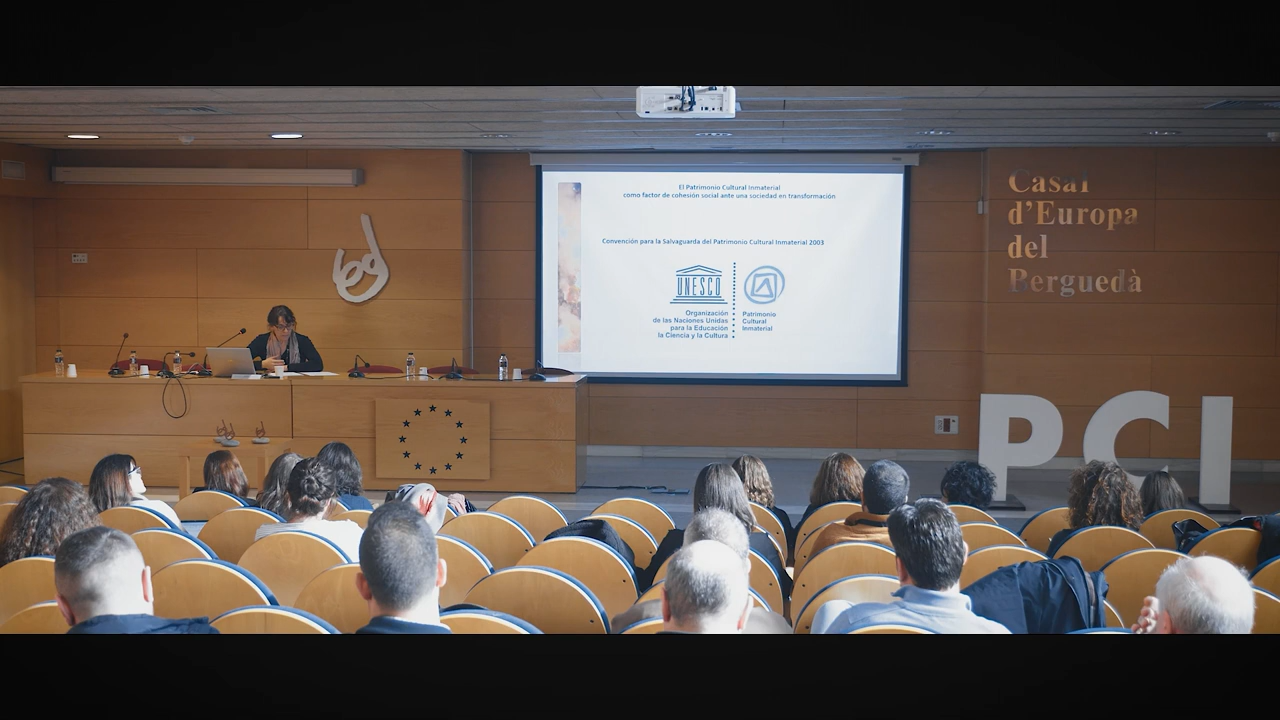 El Patrimonio Cultural Inmaterial
como factor de cohesión social ante una sociedad en transformación
Convención para la Salvaguarda del Patrimonio Cultural Inmaterial 2003
UNESCO
Organización
de las Naciones Unidas
para la Educación
la Ciencia y la Cultura
Patrimonio
Cultural
Inmaterial
Casal
d'Europa
del
Berguedà
PCI